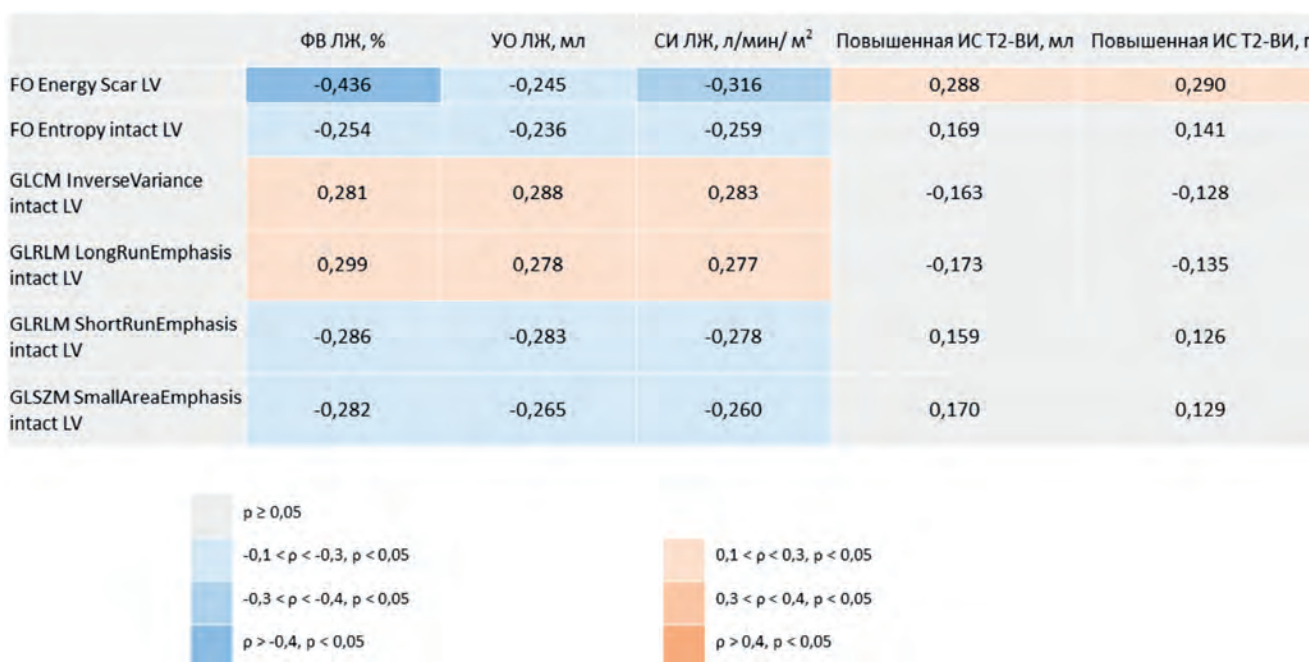 ФВ ЛЖ, % УО ЛЖ, мл СИ ЛЖ, л/мин/ м² Повышенная ИС Т2-ВИ, мл Повышенная ИС Т2-ВИ,
FO Energy Scar LV -0,436 -0,245 -0,316 0,288 0,290
FO Entropy intact LV -0,254 -0,236 -0,259 0,169 0,141
GLCM InverseVariance
intact LV 0,281 0,288 0,283 -0,163 -0,128
GLRLM LongRunEmphasis
intact LV 0,299 0,278 0,277 -0,173 -0,135
GLRLM ShortRunEmphasis
intact LV -0,286 -0,283 -0,278 0,159 0,126
GLSZM SmallAreaEmphasis
intact LV -0,282 -0,265 -0,260 0,170 0,129
p ≥ 0,05
-0,1 < ρ < -0,3, p < 0,05
-0,3 < ρ < -0,4, p < 0,05
ρ > -0,4, p < 0,05
0,1 < ρ < 0,3, p < 0,05
0,3 < ρ < 0,4, p < 0,05
ρ > 0,4, p < 0,05